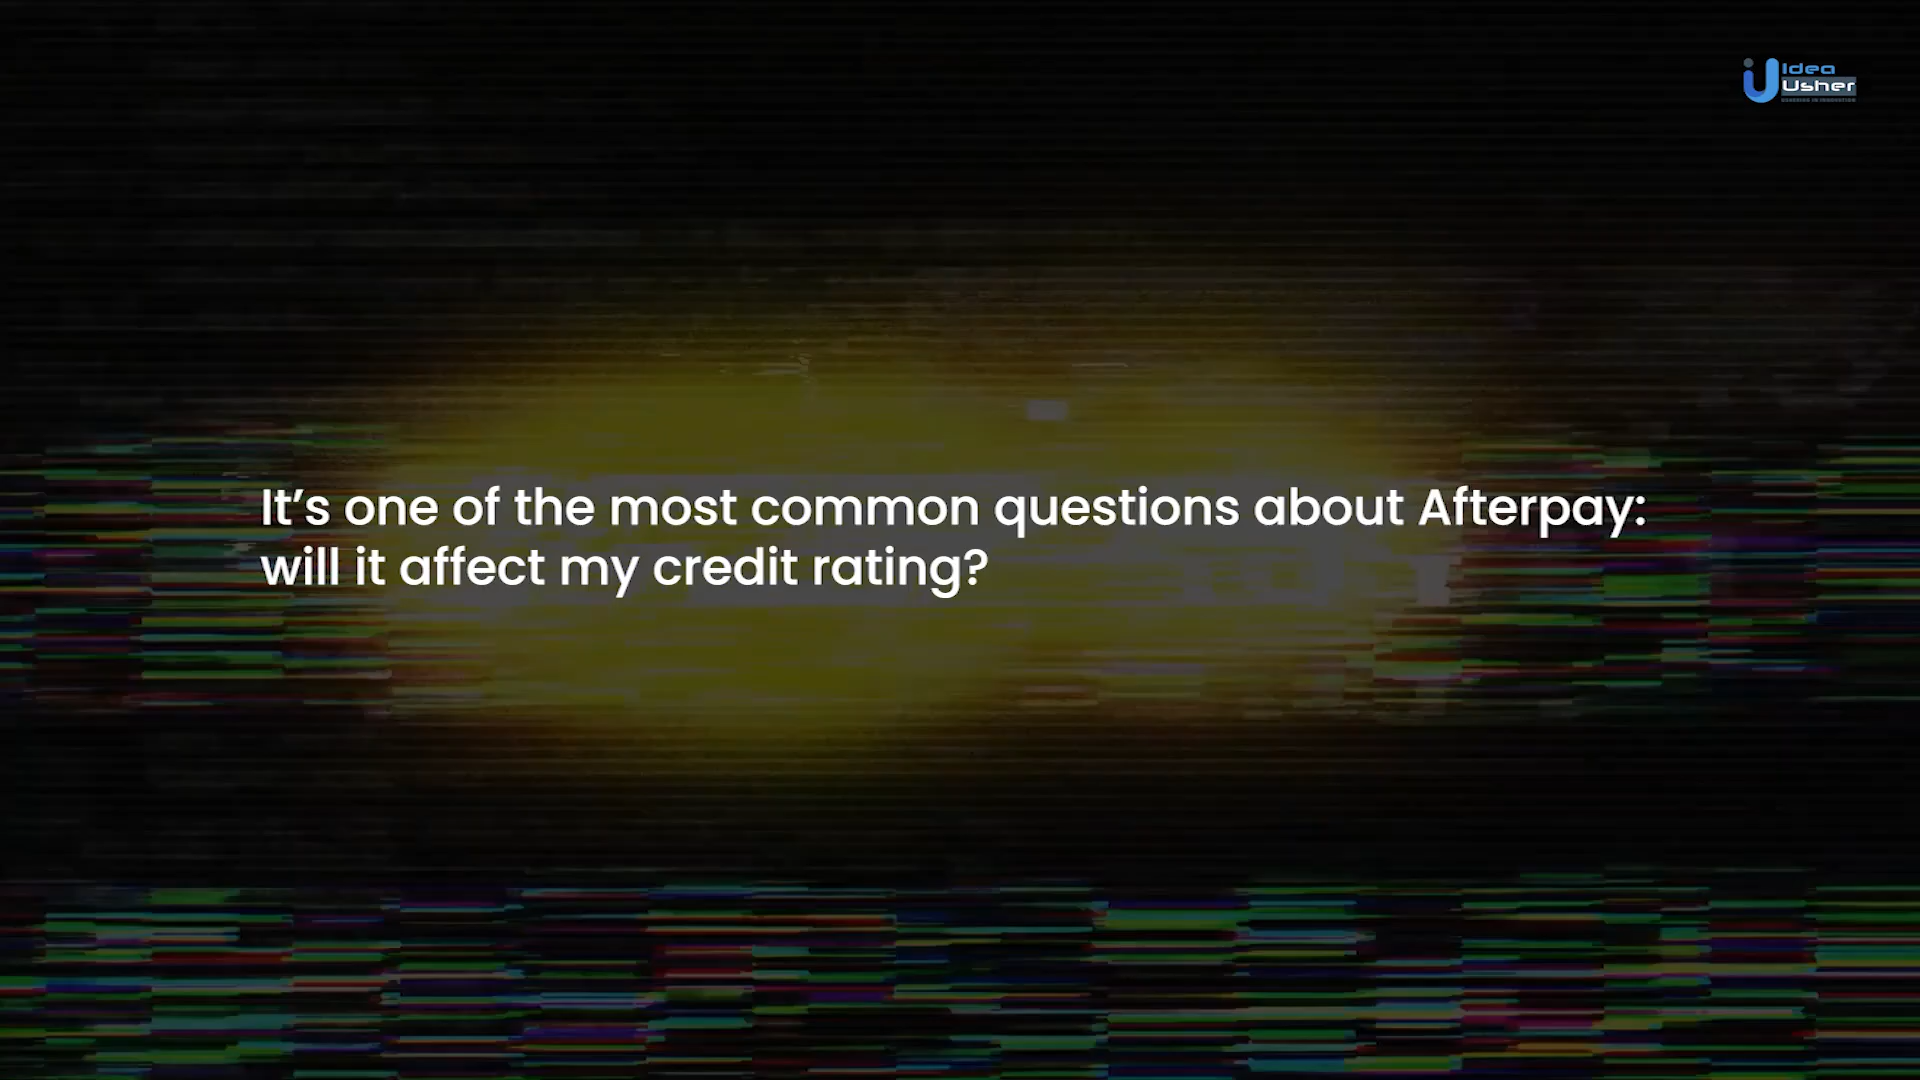 Idea
Usher
It’s one of the most common questions about Afterpay:
will it affect my credit rating?